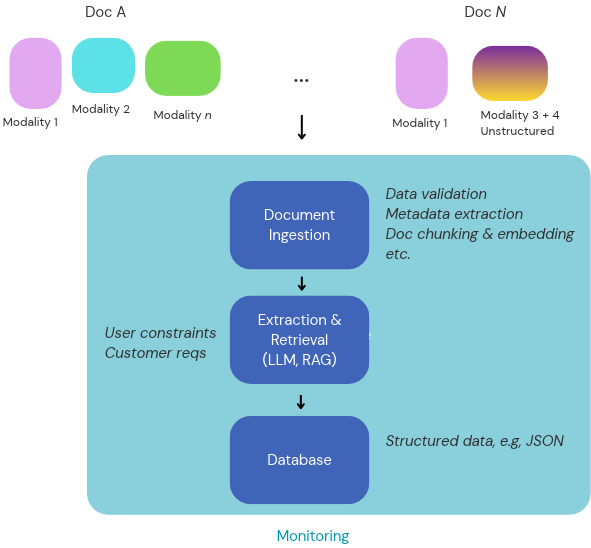 Doc A
Doc N
Modality 1
Modality 2
Modality n
...
Modality 1
Modality 3 + 4
Unstructured
Document
Ingestion
Data validation
Metadata extraction
Doc chunking & embedding
etc.
User constraints
Customer reqs
Extraction &
Retrieval
(LLM, RAG)
Database
Structured data, e.g, JSON
Monitoring